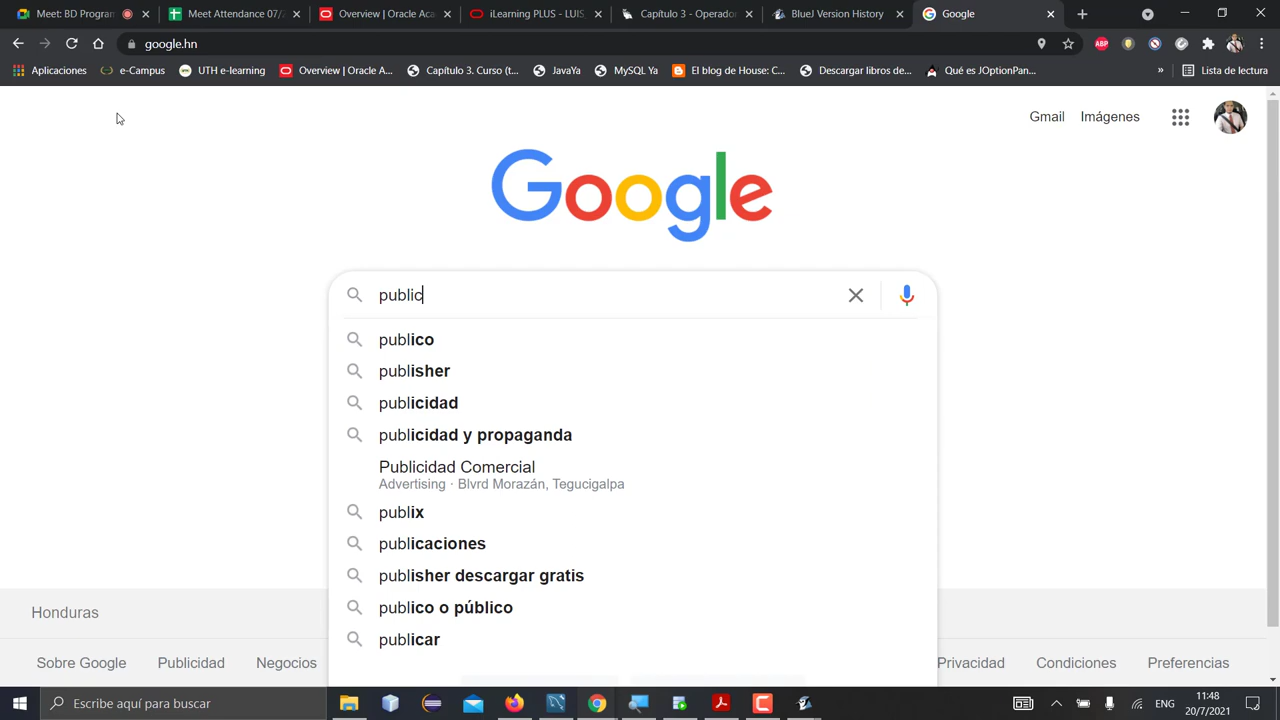 Meet: BD Program
Meet Attendance 07/2
Overview | Oracle Aca
iLearning PLUS - LUIS
Capítulo 3 - Operador
BlueJ Version History
Google
google.hn
ABP
Aplicaciones
e-Campus
UTH e-learning
Overview | Oracle A...
Capítulo 3. Curso (t...
JavaYa
MySQL Ya
El blog de House: C...
Descargar libros de...
Qué es JOptionPan...
»
Lista de lectura
Gmail
Imágenes
Google
public
publico
publisher
publicidad
publicidad y propaganda
Publicidad Comercial
Advertising · Blvrd Morazán, Tegucigalpa
publix
publicaciones
publisher descargar gratis
publico o público
publicar
Honduras
Sobre Google
Publicidad
Negocios
Privacidad
Condiciones
Preferencias
Escribe aquí para buscar
ENG
11:48
20/7/2021